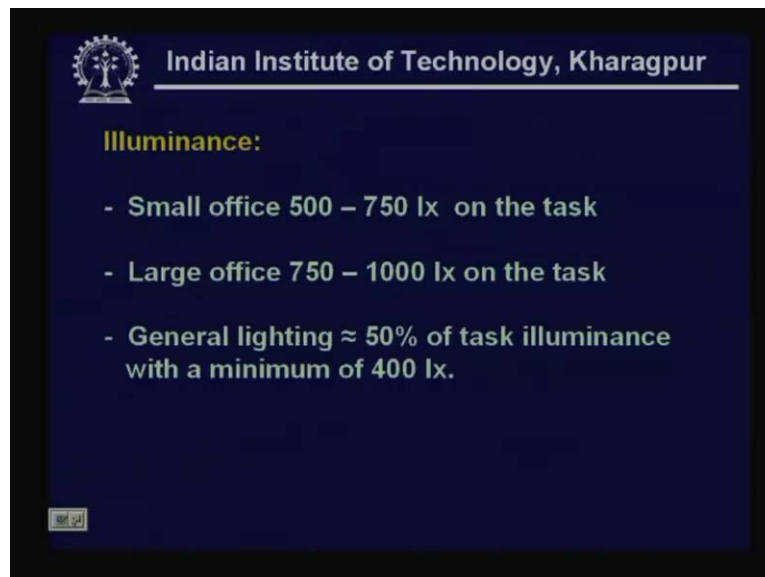 Indian Institute of Technology, Kharagpur
Illuminance:
- Small office 500 – 750 lx on the task
- Large office 750 – 1000 lx on the task
- General lighting ≈ 50% of task illuminance
with a minimum of 400 lx.